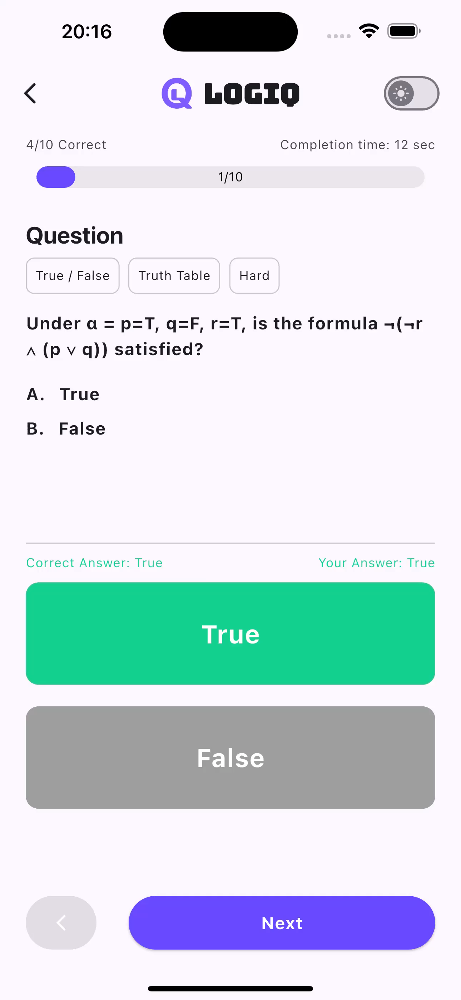 20:16
LOGIQ
4/10 Correct
Completion time: 12 sec
1/10
Question
True / False
Truth Table
Hard
Under α = p=T, q=F, r=T, is the formula ¬(¬r
∧ (p ∨ q)) satisfied?
A. True
B. False
Correct Answer: True
Your Answer: True
True
False
Next